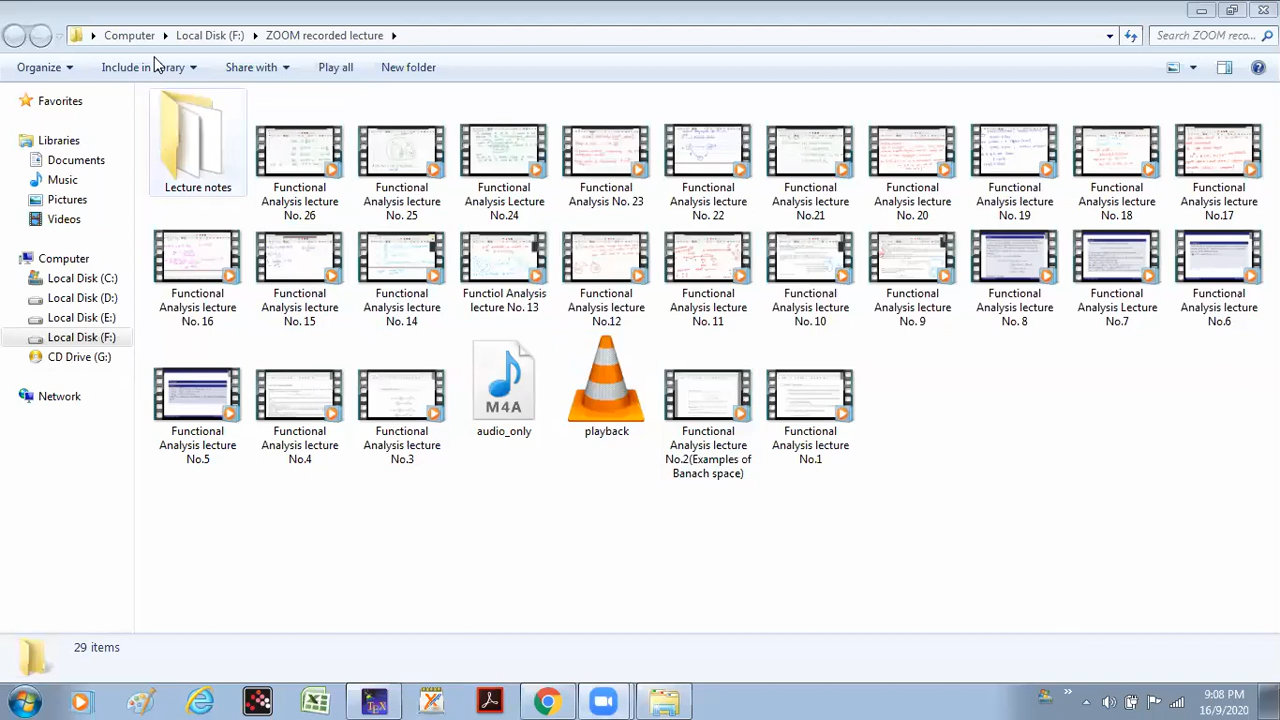 Computer Local Disk (F:) ZOOM recorded lecture
Search ZOOM reco...
Organize Include in library Share with Play all New folder
Favorites
Libraries
Documents
Music
Pictures
Videos
Computer
Local Disk (C:)
Local Disk (D:)
Local Disk (E:)
Local Disk (F:)
CD Drive (G:)
Network
Lecture notes
Functional
Analysis lecture
No. 26
Functional
Analysis lecture
No. 25
Functional
Analysis Lecture
No.24
Functional
Analysis No. 23
Functional
Analysis lecture
No. 22
Functional
Analysis lecture
No.21
Functional
Analysis lecture
No. 20
Functional
Analysis lecture
No. 19
Functional
Analysis lecture
No.18
Functional
Analysis lecture
No.17
Functional
Analysis lecture
No. 16
Functional
Analysis lecture
No. 15
Functional
Analysis lecture
No. 14
Functiol Analysis
lecture No. 13
Functional
Analysis lecture
No.12
Functional
Analysis lecture
No. 11
Functional
Analysis lecture
No. 10
Functional
Analysis lecture
No. 9
Functional
Analysis lecture
No. 8
Functional
Analysis Lecture
No.7
Functional
Analysis lecture
No.6
Functional
Analysis lecture
No.5
Functional
Analysis lecture
No.4
Functional
Analysis lecture
No.3
M4A
audio_only
playback
Functional
Analysis lecture
No.2(Examples of
Banach space)
Functional
Analysis lecture
No.1
29 items
TEX
9:08 PM
16/9/2020